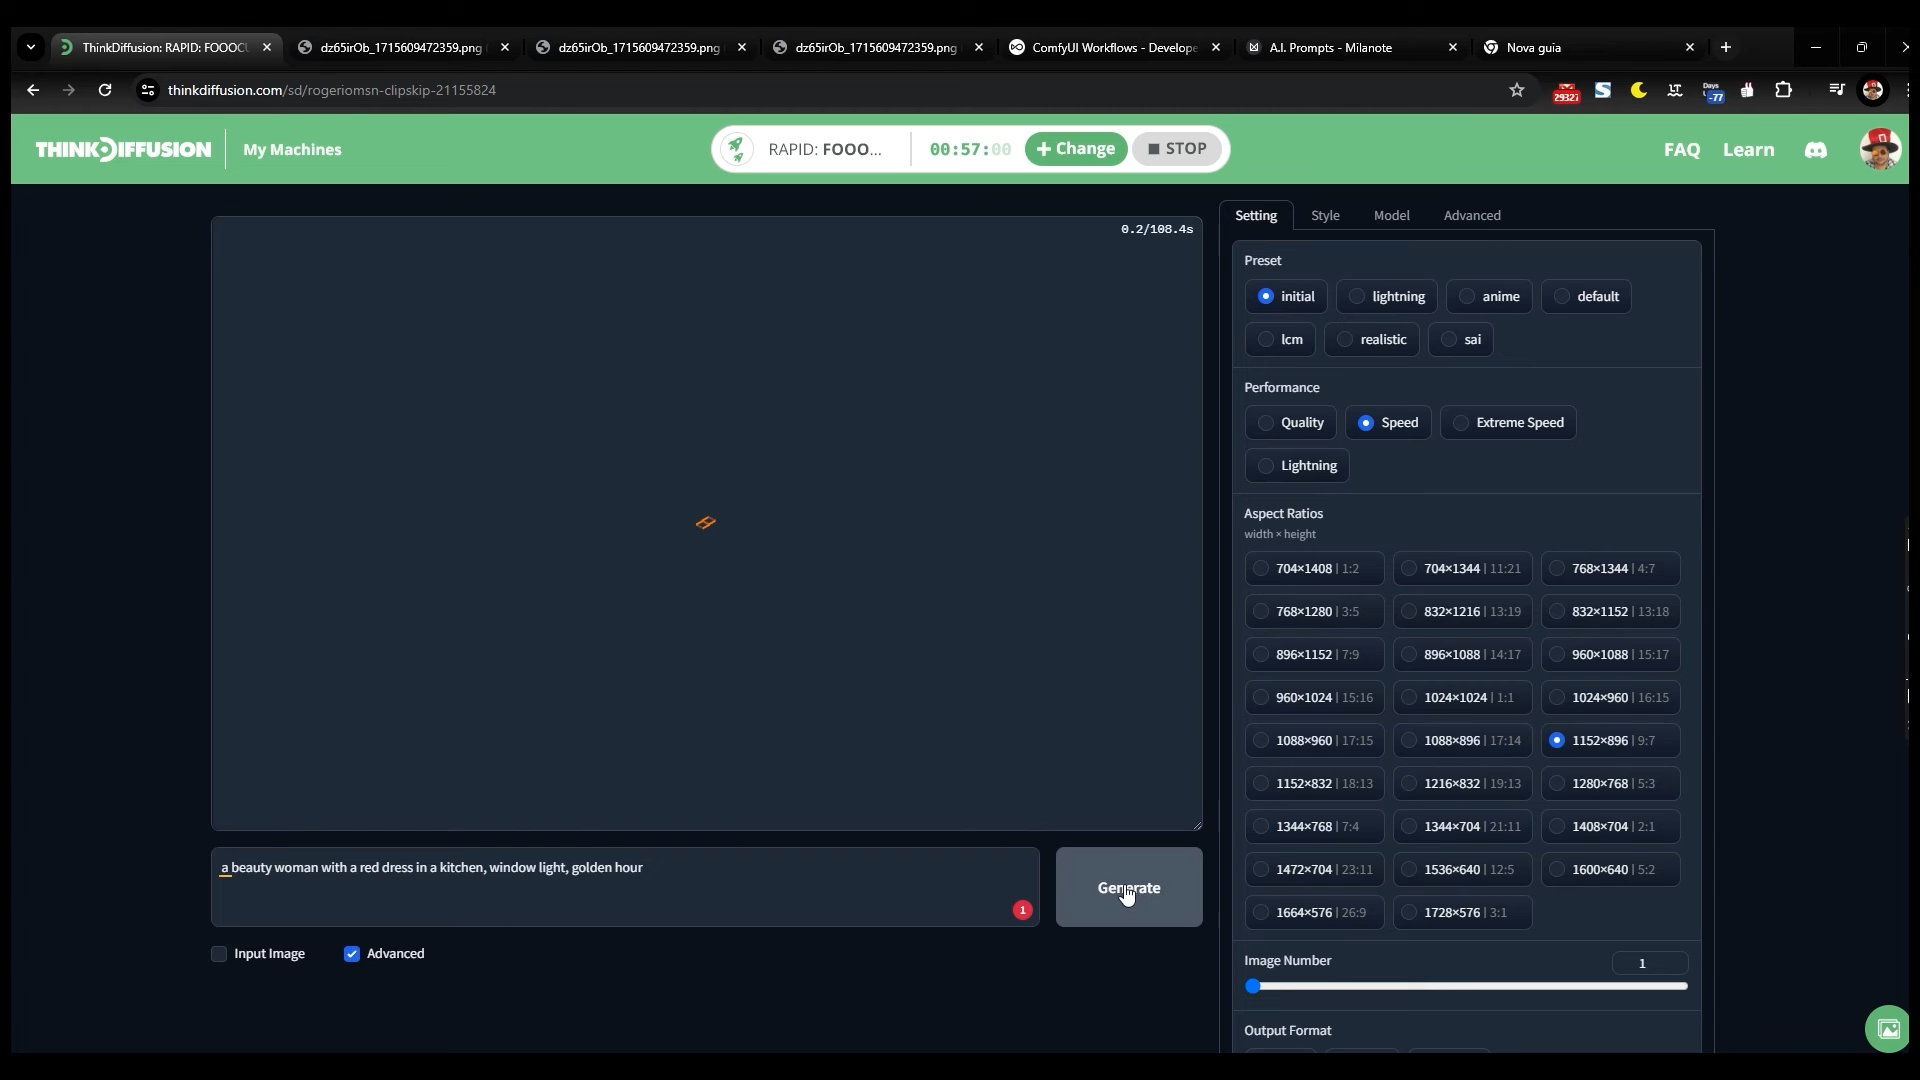 ThinkDiffusion: RAPID: FOOOCU
dz65irOb_1715609472359.png
dz65irOb_1715609472359.png
dz65irOb_1715609472359.png
ComfyUI Workflows - Develope
A.I. Prompts - Milanote
Nova guia
thinkdiffusion.com/sd/rogeriomsn-clipskip-21155824
29327
Days
-77
THINKDIFFUSION
My Machines
RAPID: FOOO...
00:57:00
+ Change
STOP
FAQ
Learn
0.2/108.4s
Setting
Style
Model
Advanced
Preset
initial
lightning
anime
default
lcm
realistic
sai
Performance
Quality
Speed
Extreme Speed
Lightning
Aspect Ratios
width × height
704×1408 | 1:2
704×1344 | 11:21
768×1344 | 4:7
768×1280 | 3:5
832×1216 | 13:19
832×1152 | 13:18
896×1152 | 7:9
896×1088 | 14:17
960×1088 | 15:17
960×1024 | 15:16
1024×1024 | 1:1
1024×960 | 16:15
1088×960 | 17:15
1088×896 | 17:14
1152×896 | 9:7
1152×832 | 18:13
1216×832 | 19:13
1280×768 | 5:3
1344×768 | 7:4
1344×704 | 21:11
1408×704 | 2:1
1472×704 | 23:11
1536×640 | 12:5
1600×640 | 5:2
1664×576 | 26:9
1728×576 | 3:1
a beauty woman with a red dress in a kitchen, window light, golden hour
1
Generate
Input Image
Advanced
Image Number
1
Output Format